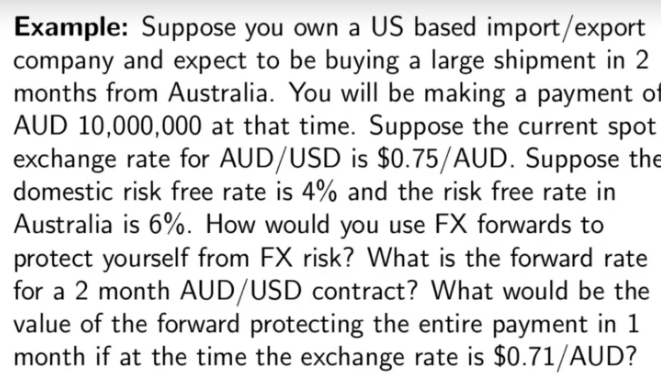 Example: Suppose you own a US based import/export
company and expect to be buying a large shipment in 2
months from Australia. You will be making a payment of
AUD 10,000,000 at that time. Suppose the current spot
exchange rate for AUD/USD is $0.75/AUD. Suppose the
domestic risk free rate is 4% and the risk free rate in
Australia is 6%. How would you use FX forwards to
protect yourself from FX risk? What is the forward rate
for a 2 month AUD/USD contract? What would be the
value of the forward protecting the entire payment in 1
month if at the time the exchange rate is $0.71/AUD?